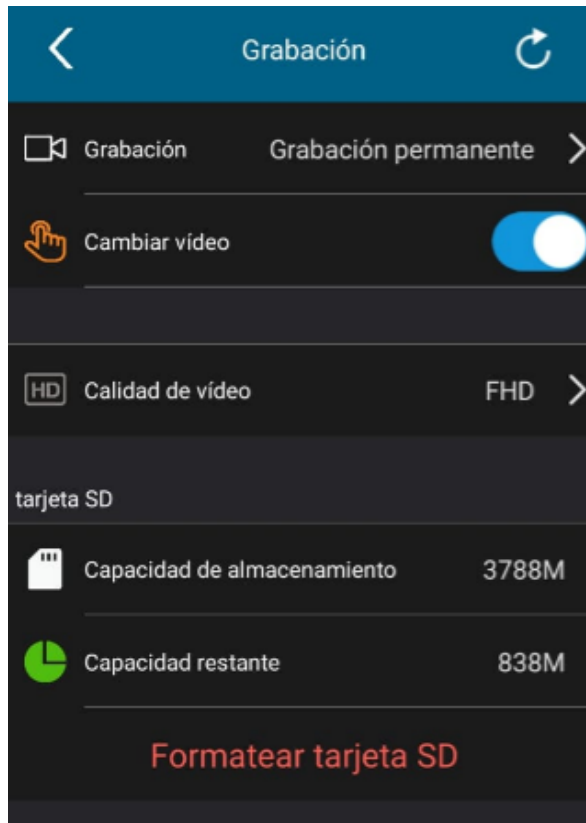 Grabación
Grabación Grabación permanente
Cambiar vídeo
HD Calidad de vídeo FHD
tarjeta SD
Capacidad de almacenamiento 3788M
Capacidad restante 838M
Formatear tarjeta SD